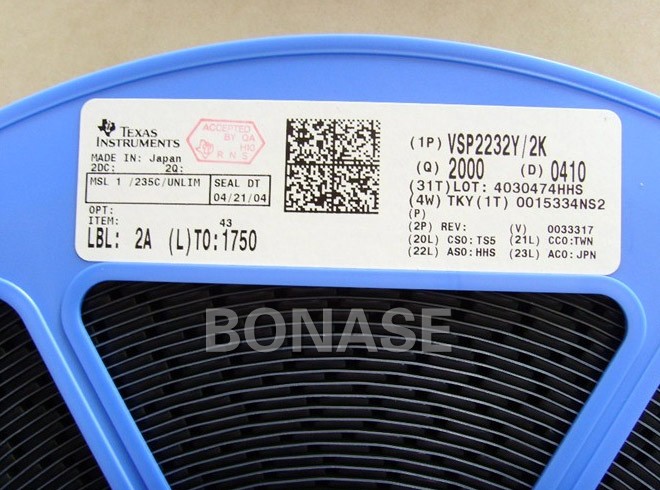 TEXAS
INSTRUMENTS
MADE IN: Japan
2DC: 2Q:
MSL 1 /235C/UNLIM
SEAL DT
04/21/04
OPT:
ITEM:
43
LBL: 2A (L)TO:1750
ACCEPTED
BY QA
HIG
R N S
(1P) VSP2232Y/2K
(Q) 2000 (D) 0410
(31T)LOT: 4030474HHS
(4W) TKY(1T) 0015334NS2
(P)
(2P) REV: (V) 0033317
(20L) CSO:TS5 (21L) CCO:TWN
(22L) ASO:HHS (23L) ACO:JPN
BONASE